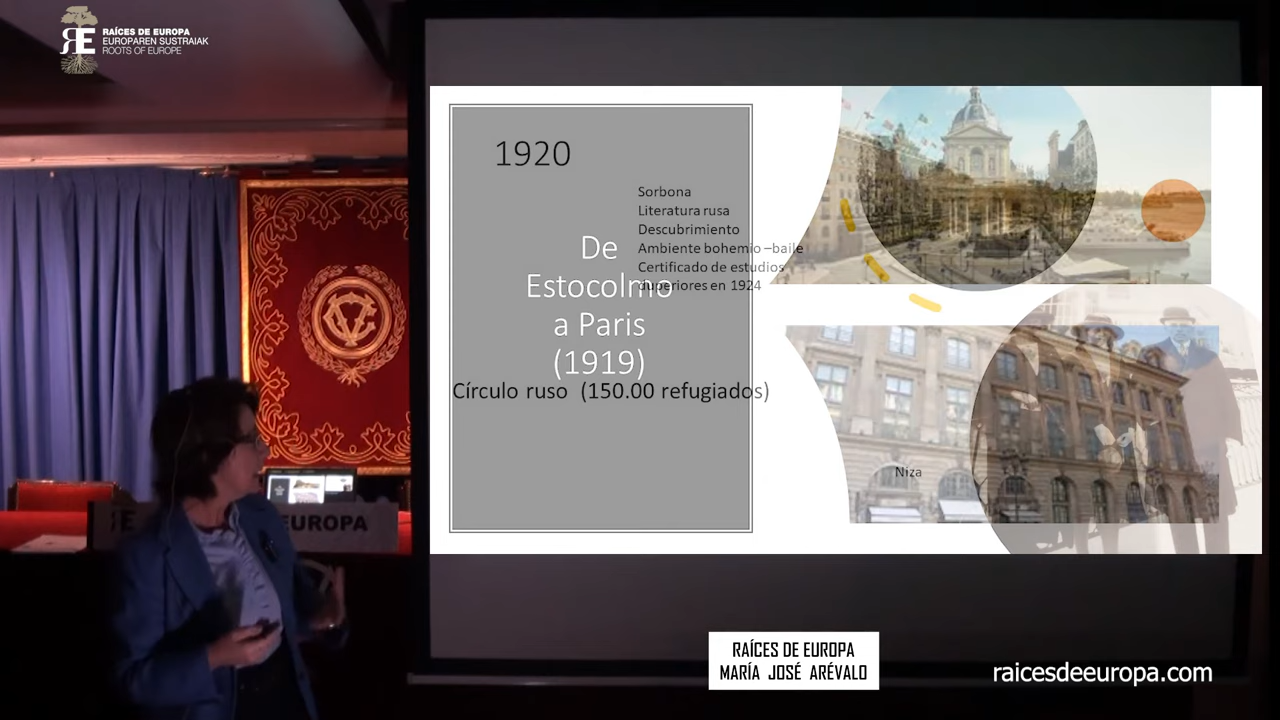 RE
RAÍCES DE EUROPA
EUROPAREN SUSTRAIAK
ROOTS OF EUROPE
1920
Sorbona
Literatura rusa
Descubrimiento
Ambiente bohemio –baile
Certificado de estudios
superiores en 1924
De
Estocolmo
a Paris
(1919)
Círculo ruso (150.00 refugiados)
Niza
EUROPA
RAÍCES DE EUROPA
MARÍA JOSÉ ARÉVALO
raicesdeeuropa.com